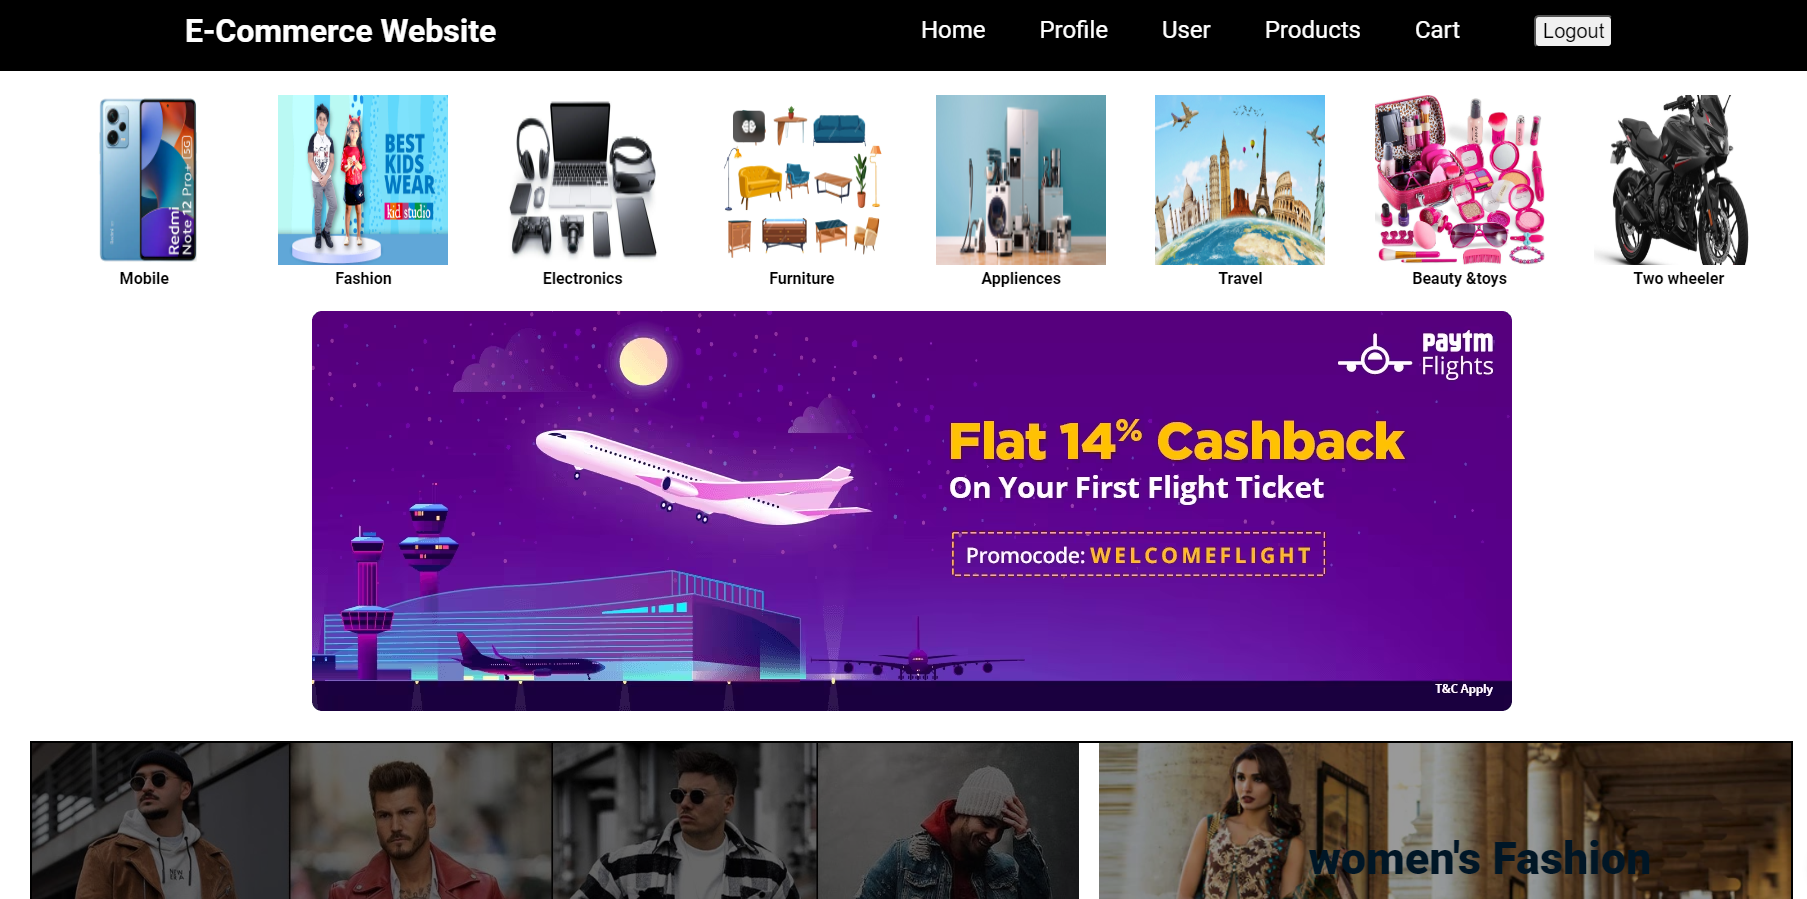 E-Commerce Website
Home Profile User Products Cart Logout
BEST
KIDS
WEAR
kid studio
Redmi
Note 12 Pro+ 5G
Mobile Fashion Electronics Furniture Appliences Travel Beauty &toys Two wheeler
paytm
Flights
Flat 14% Cashback
On Your First Flight Ticket
Promocode: WELCOMEFLIGHT
T&C Apply
women's Fashion